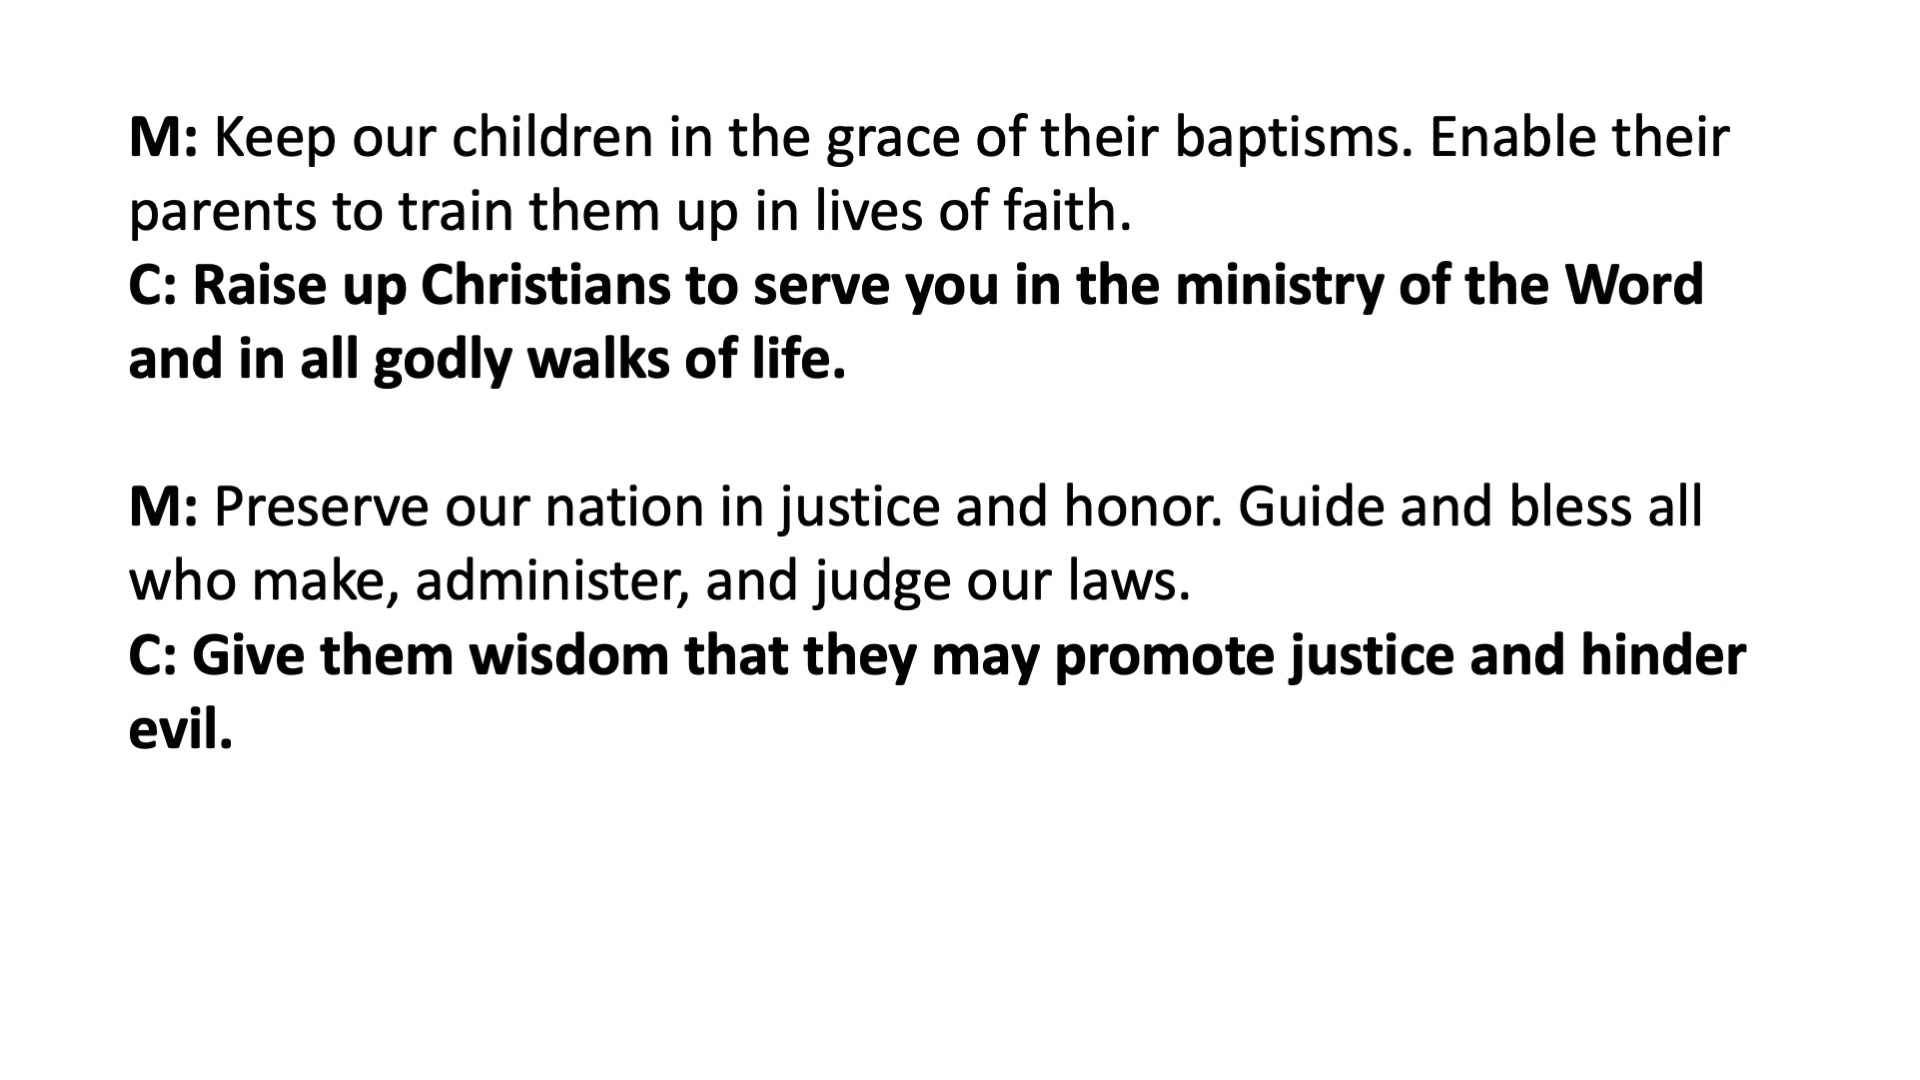 M: Keep our children in the grace of their baptisms. Enable their
parents to train them up in lives of faith.
C: Raise up Christians to serve you in the ministry of the Word
and in all godly walks of life.
M: Preserve our nation in justice and honor. Guide and bless all
who make, administer, and judge our laws.
C: Give them wisdom that they may promote justice and hinder
evil.